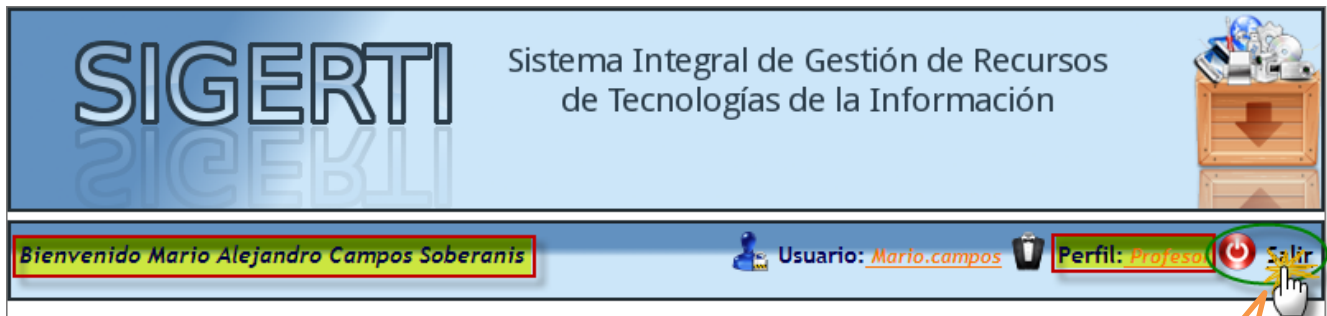 SIGERTI
Sistema Integral de Gestión de Recursos
de Tecnologías de la Información
Bienvenido Mario Alejandro Campos Soberanis
Usuario: Mario.campos Perfil: Profesor Salir